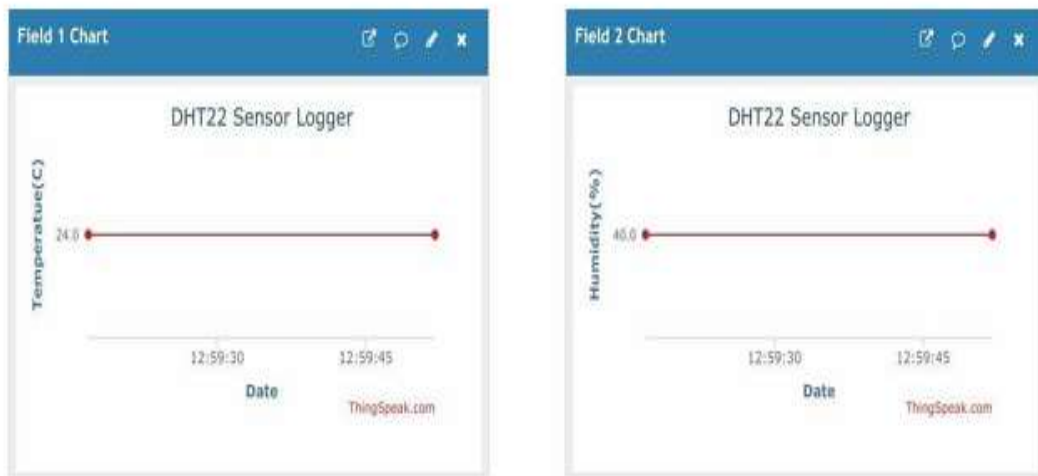 Field 1 Chart
DHT22 Sensor Logger
Temperatue(C)
24.0
12:59:30
12:59:45
Date
ThingSpeak.com
Field 2 Chart
DHT22 Sensor Logger
Humidity(%)
40.0
12:59:30
12:59:45
Date
ThingSpeak.com